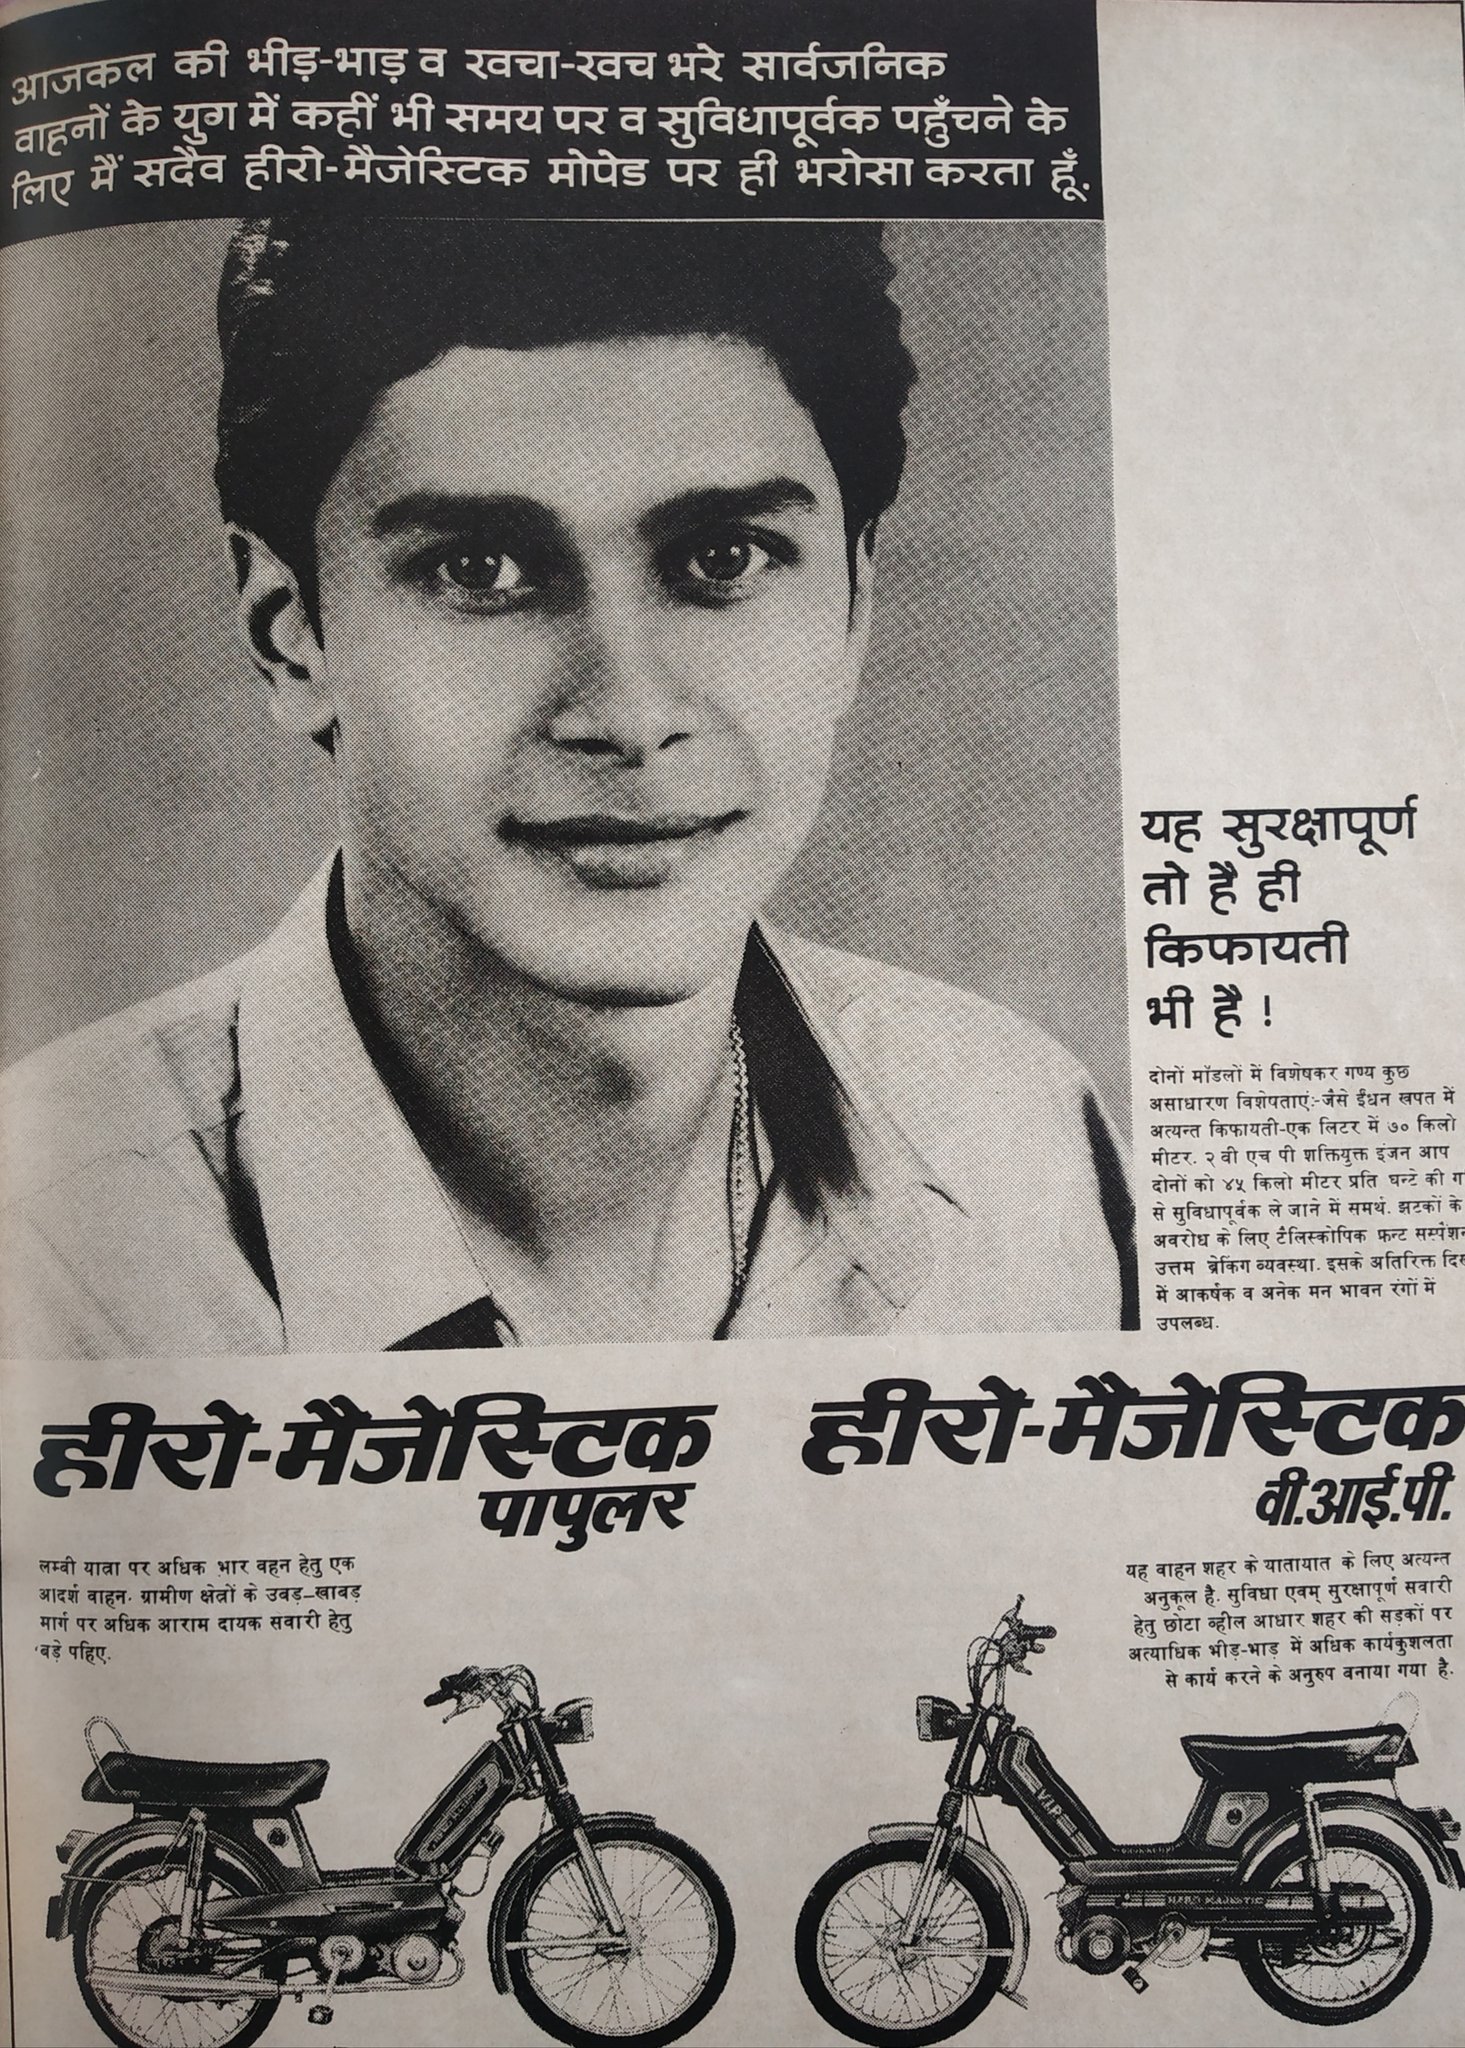 आजकल की भीड़-भाड़ व खचा-खच भरे सार्वजनिक
वाहनों के युग में कहीं भी समय पर व सुविधापूर्वक पहुँचने के
लिए मैं सदैव हीरो-मैजेस्टिक मोपेड पर ही भरोसा करता हूँ.
यह सुरक्षापूर्ण
तो है ही
किफायती
भी है !
दोनों मॉडलों में विशेषकर गण्य कुछ
असाधारण विशेषताएं:-जैसे ईंधन खपत में
अत्यन्त किफायती-एक लिटर में ७० किलो
मीटर. २ वी एच पी शक्तियुक्त इंजन आप
दोनों को ४५ किलो मीटर प्रति घन्टे की
से सुविधापूर्वक ले जाने में समर्थ. झटकों के
अवरोध के लिए टैलिस्कोपिक फ्रन्ट
उत्तम ब्रेकिंग व्यवस्था. इसके अतिरिक्त
में आकर्षक व अनेक मन भावन रंगों में
उपलब्ध.
हीरो-मैजेस्टिक
पापुलर
लम्बी यात्रा पर अधिक भार वहन हेतु एक
आदर्श वाहन. ग्रामीण क्षेत्रों के उबड़-खाबड़
मार्ग पर अधिक आराम दायक सवारी हेतु
'बड़े पहिए.
हीरो-मैजेस्टिक
वी.आई.पी.
यह वाहन शहर के यातायात के लिए अत्यन्त
अनुकूल है. सुविधा एवम् सुरक्षापूर्ण सवारी
हेतु छोटा व्हील आधार शहर की सड़कों पर
अत्याधिक भीड़-भाड़ में अधिक कार्यकुशलता
से कार्य करने के अनुरुप बनाया गया है.
V.I.P
HERO MAJESTIC